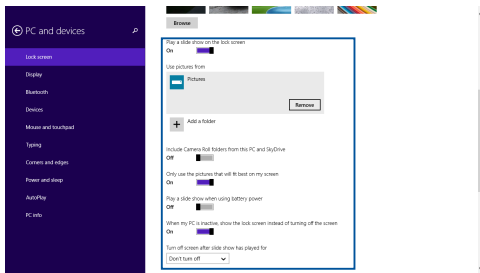 PC and devices
Lock screen
Display
Bluetooth
Devices
Mouse and touchpad
Typing
Corners and edges
Power and sleep
AutoPlay
PC info
Browse
Play a slide show on the lock screen
On
Use pictures from
Pictures
Remove
Add a folder
Include Camera Roll folders from this PC and SkyDrive
Off
Only use the pictures that will fit best on my screen
On
Play a slide show when using battery power
Off
When my PC is inactive, show the lock screen instead of turning off the screen
On
Turn off screen after slide show has played for
Don't turn off